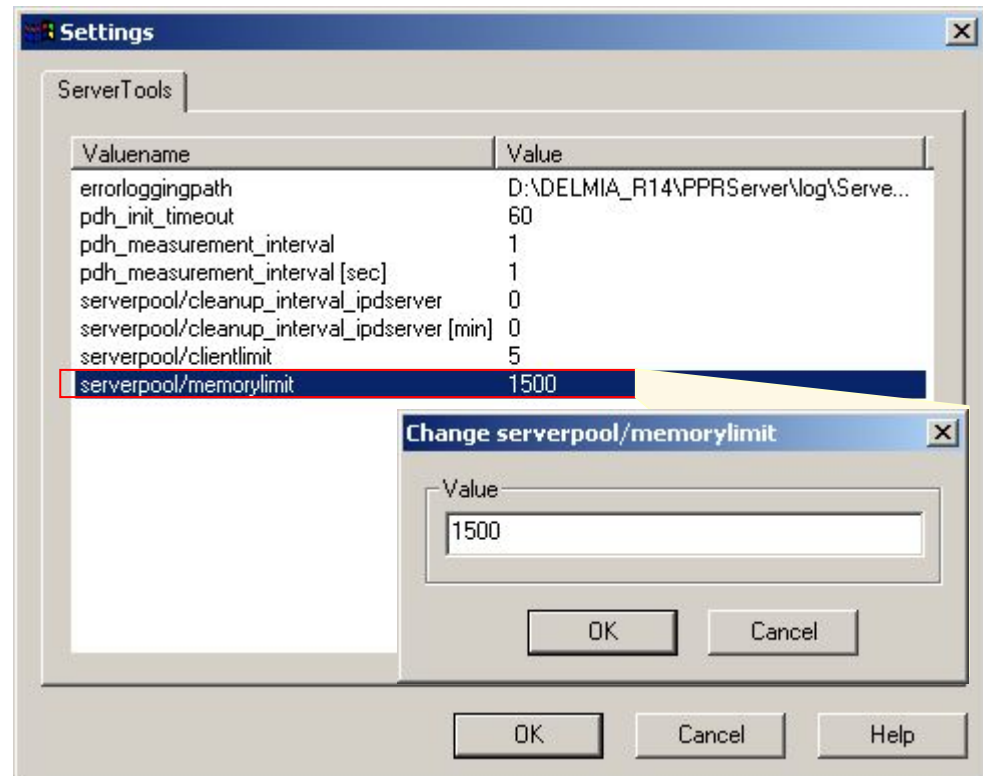 Settings
ServerTools
Valuename Value
errorloggingpath D:\DELMIA_R14\PPRServer\log\Serve...
pdh_init_timeout 60
pdh_measurement_interval 1
pdh_measurement_interval [sec] 1
serverpool/cleanup_interval_ipdserver 0
serverpool/cleanup_interval_ipdserver [min] 0
serverpool/clientlimit 5
serverpool/memorylimit 1500
Change serverpool/memorylimit
Value
1500
OK Cancel
OK Cancel Help